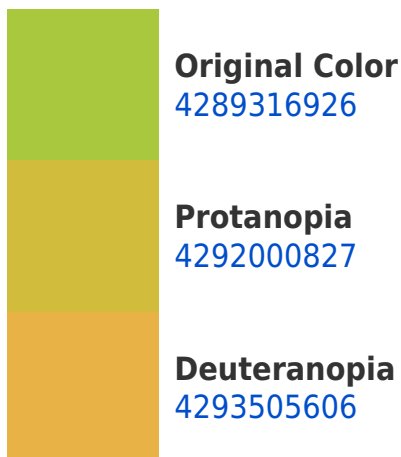 Original Color
4289316926
Protanopia
4292000827
Deuteranopia
4293505606